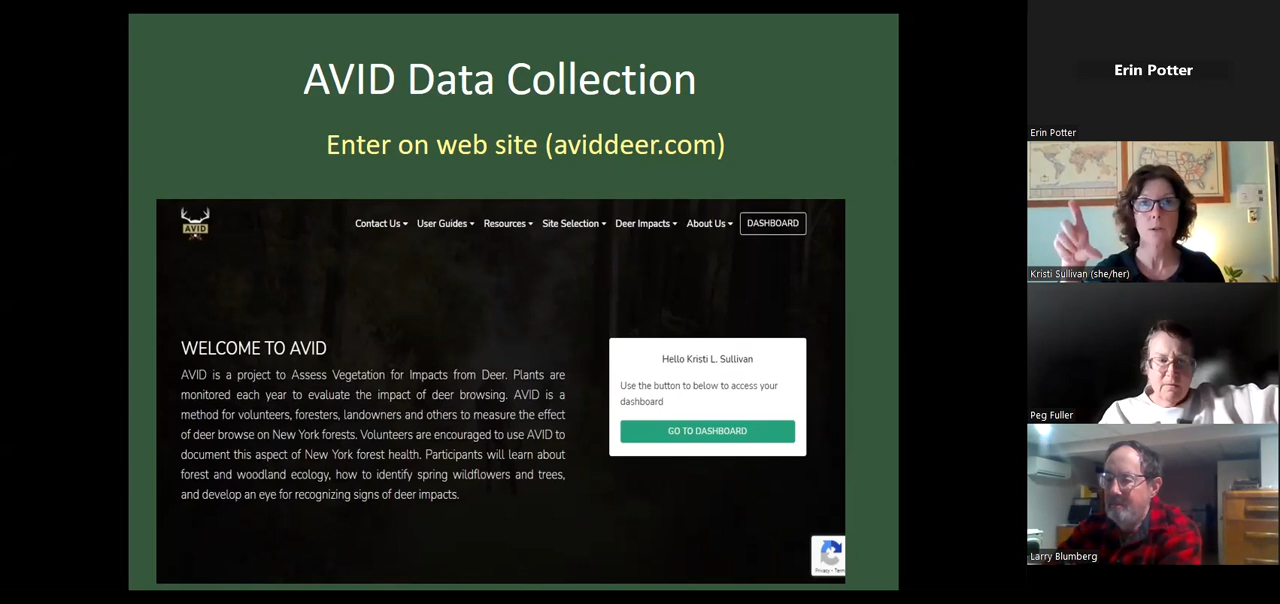 AVID Data Collection
Enter on web site (aviddeer.com)
AVID
Contact Us User Guides Resources Site Selection Deer Impacts About Us DASHBOARD
WELCOME TO AVID
AVID is a project to Assess Vegetation for Impacts from Deer. Plants are
monitored each year to evaluate the impact of deer browsing. AVID is a
method for volunteers, foresters, landowners and others to measure the effect
of deer browse on New York forests. Volunteers are encouraged to use AVID to
document this aspect of New York forest health. Participants will learn about
forest and woodland ecology, how to identify spring wildflowers and trees,
and develop an eye for recognizing signs of deer impacts.
Hello Kristi L. Sullivan
Use the button to below to access your
dashboard
GO TO DASHBOARD
Privacy - Term
Erin Potter
Erin Potter
Kristi Sullivan (she/her)
Peg Fuller
Larry Blumberg